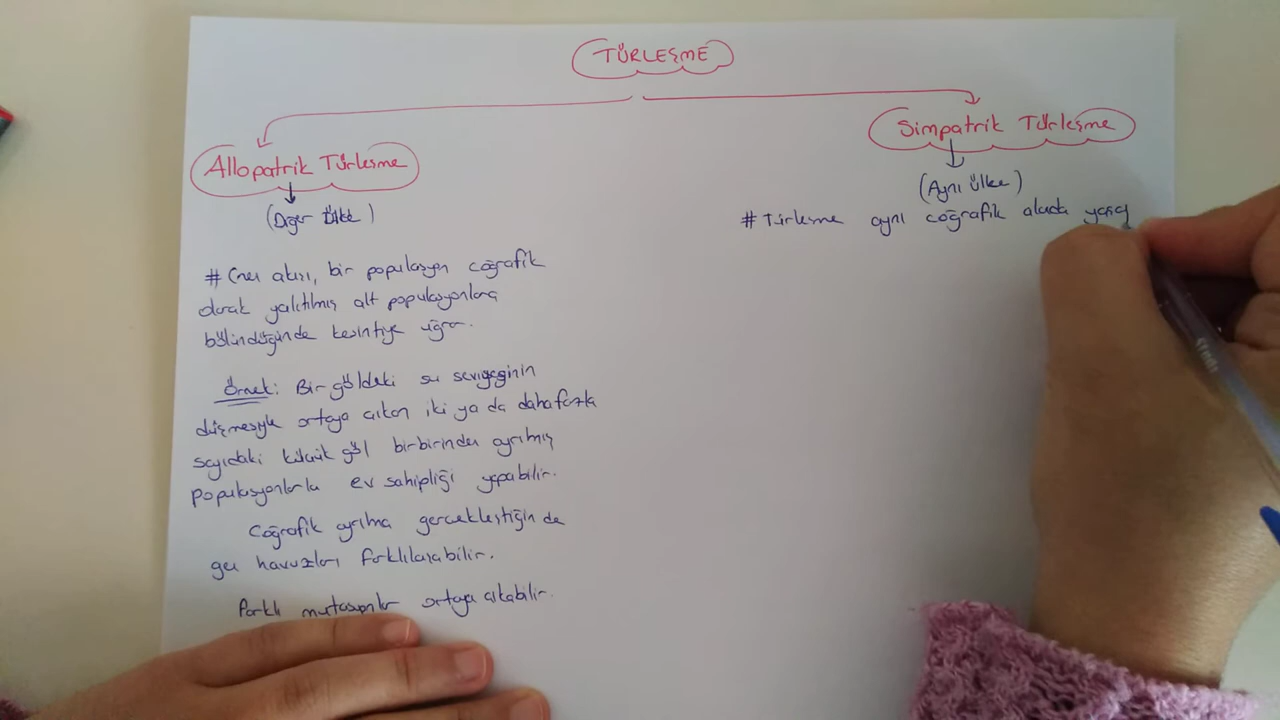 TÜRLEŞME
Allopatrik Türleşme
(Diğer Ülke)
# Gen akışı, bir populasyon coğrafik
olarak yalıtılmış alt populasyonlara
bölündüğünde kesintiye uğrar.
Örnek: Bir göldeki su seviyesinin
düşmesiyle ortaya çıkan iki ya da daha fazla
sayıdaki küçük göl birbirinden ayrılmış
populasyonlarla ev sahipliği yapabilir.
Coğrafik ayrılma gerçekleştiğinde
gen havuzları farklılaşabilir.
Farklı mutasyonlar ortaya çıkabilir.
Simpatrik Türleşme
(Aynı Ülke)
# Türleşme aynı coğrafik alanda